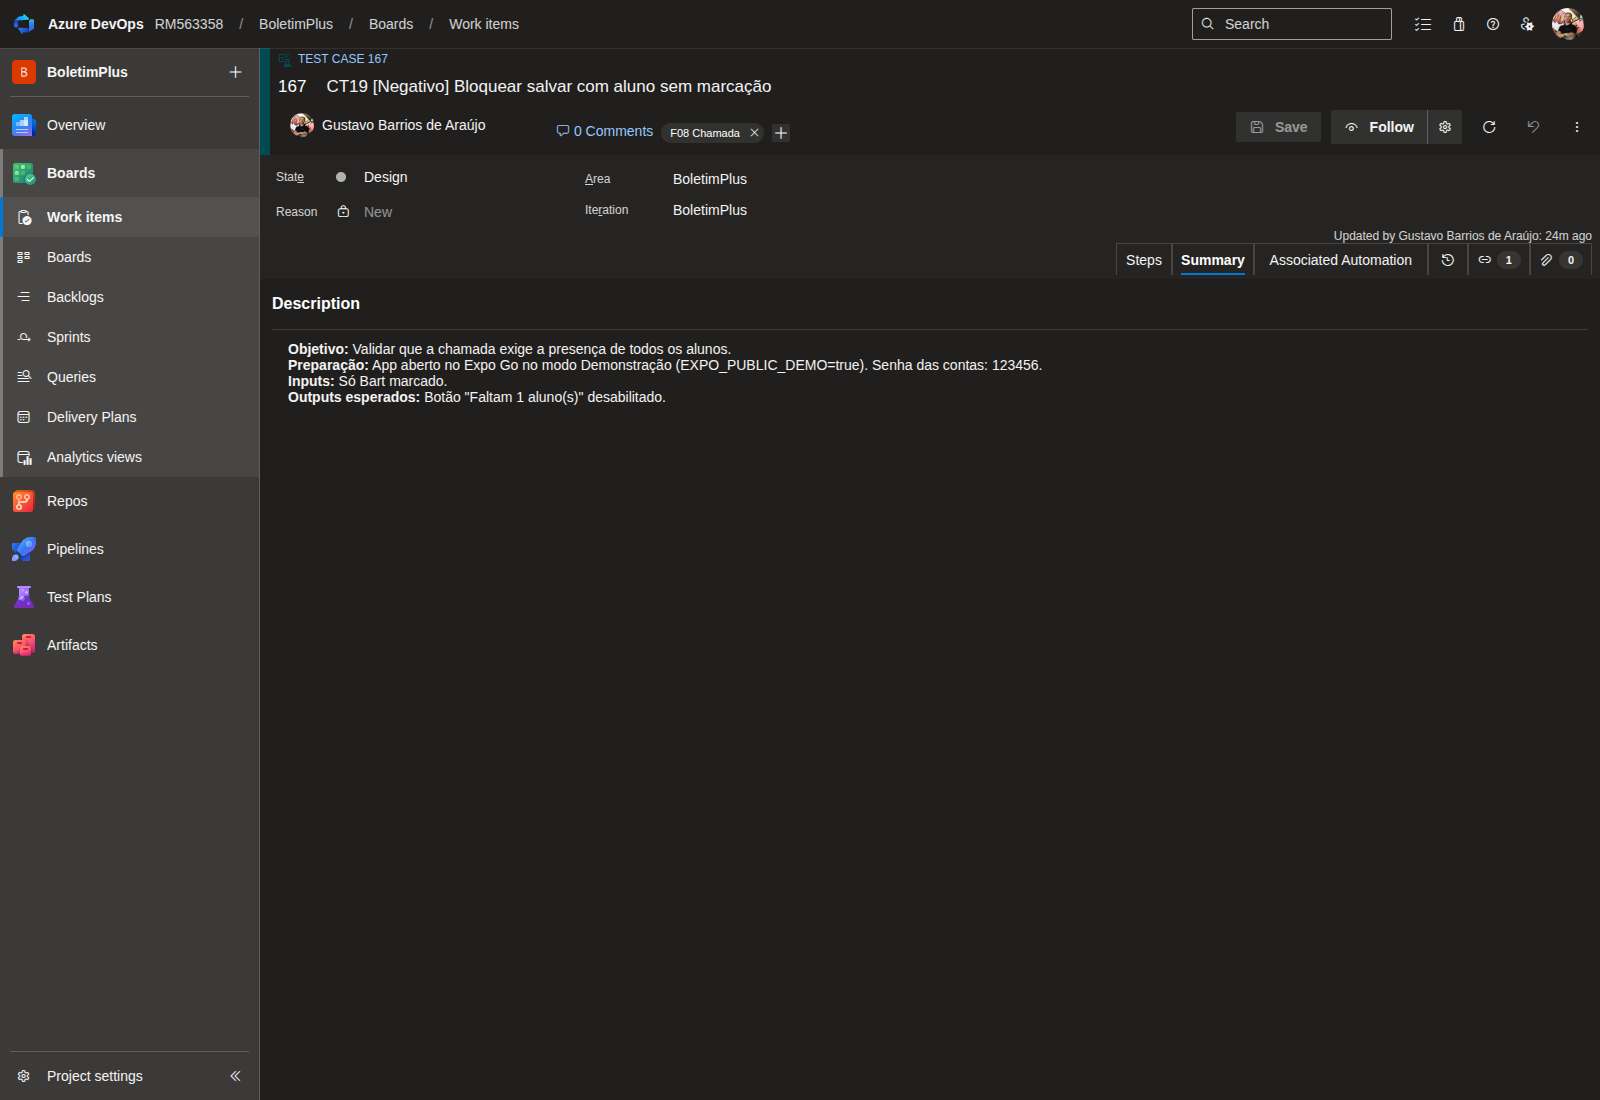 Azure DevOps RM563358 / BoletimPlus / Boards / Work items
Search
B BoletimPlus
TEST CASE 167
167 CT19 [Negativo] Bloquear salvar com aluno sem marcação
Gustavo Barrios de Araújo
0 Comments
F08 Chamada
Save
Follow
State Design
Area BoletimPlus
Reason New
Iteration BoletimPlus
Updated by Gustavo Barrios de Araújo: 24m ago
Steps
Summary
Associated Automation
1
0
Overview
Boards
Work items
Boards
Backlogs
Sprints
Queries
Delivery Plans
Analytics views
Repos
Pipelines
Test Plans
Artifacts
Project settings
Description
Objetivo: Validar que a chamada exige a presença de todos os alunos.
Preparação: App aberto no Expo Go no modo Demonstração (EXPO_PUBLIC_DEMO=true). Senha das contas: 123456.
Inputs: Só Bart marcado.
Outputs esperados: Botão "Faltam 1 aluno(s)" desabilitado.